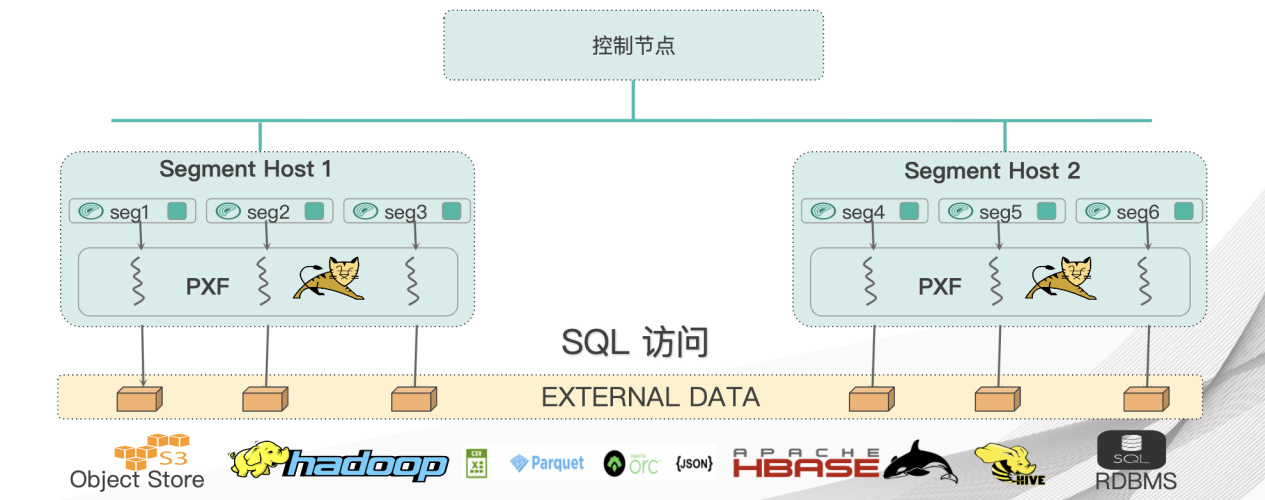 控制节点
Segment Host 1
Segment Host 2
seg1
seg2
seg3
seg4
seg5
seg6
PXF
PXF
SQL 访问
EXTERNAL DATA
S3
Object Store
hadoop
CSV
Parquet
APACHE
orc
{JSON}
APACHE
HBASE
HIVE
SQL
RDBMS